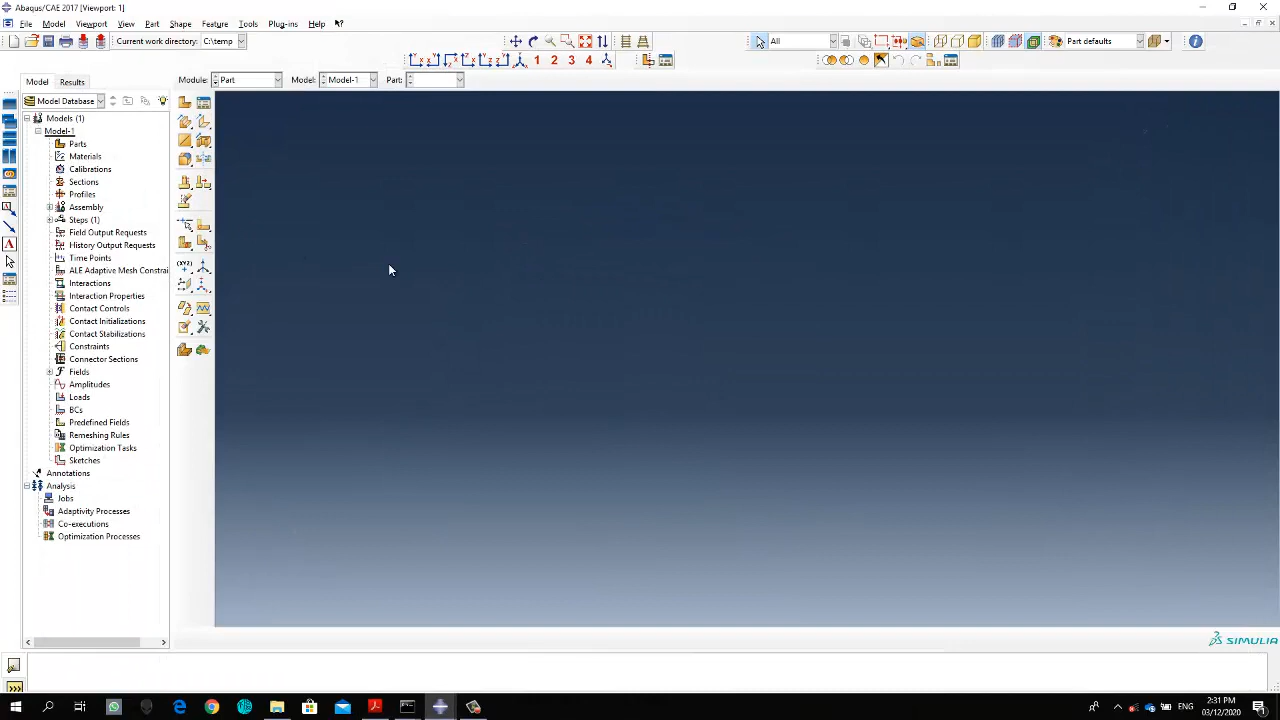 Abaqus/CAE 2017 [Viewport: 1]
File Model Viewport View Part Shape Feature Tools Plug-ins Help
Current work directory: C:\temp
All
Part defaults
1 2 3 4
Model Results
Module: Part Model: Model-1 Part:
Model Database
Models (1)
Model-1
Parts
Materials
Calibrations
Sections
Profiles
Assembly
Steps (1)
Field Output Requests
History Output Requests
Time Points
ALE Adaptive Mesh Constrai
Interactions
Interaction Properties
Contact Controls
Contact Initializations
Contact Stabilizations
Constraints
Connector Sections
Fields
Amplitudes
Loads
BCs
Predefined Fields
Remeshing Rules
Optimization Tasks
Sketches
Annotations
Analysis
Jobs
Adaptivity Processes
Co-executions
Optimization Processes
SIMULIA
ENG
2:31 PM
03/12/2020